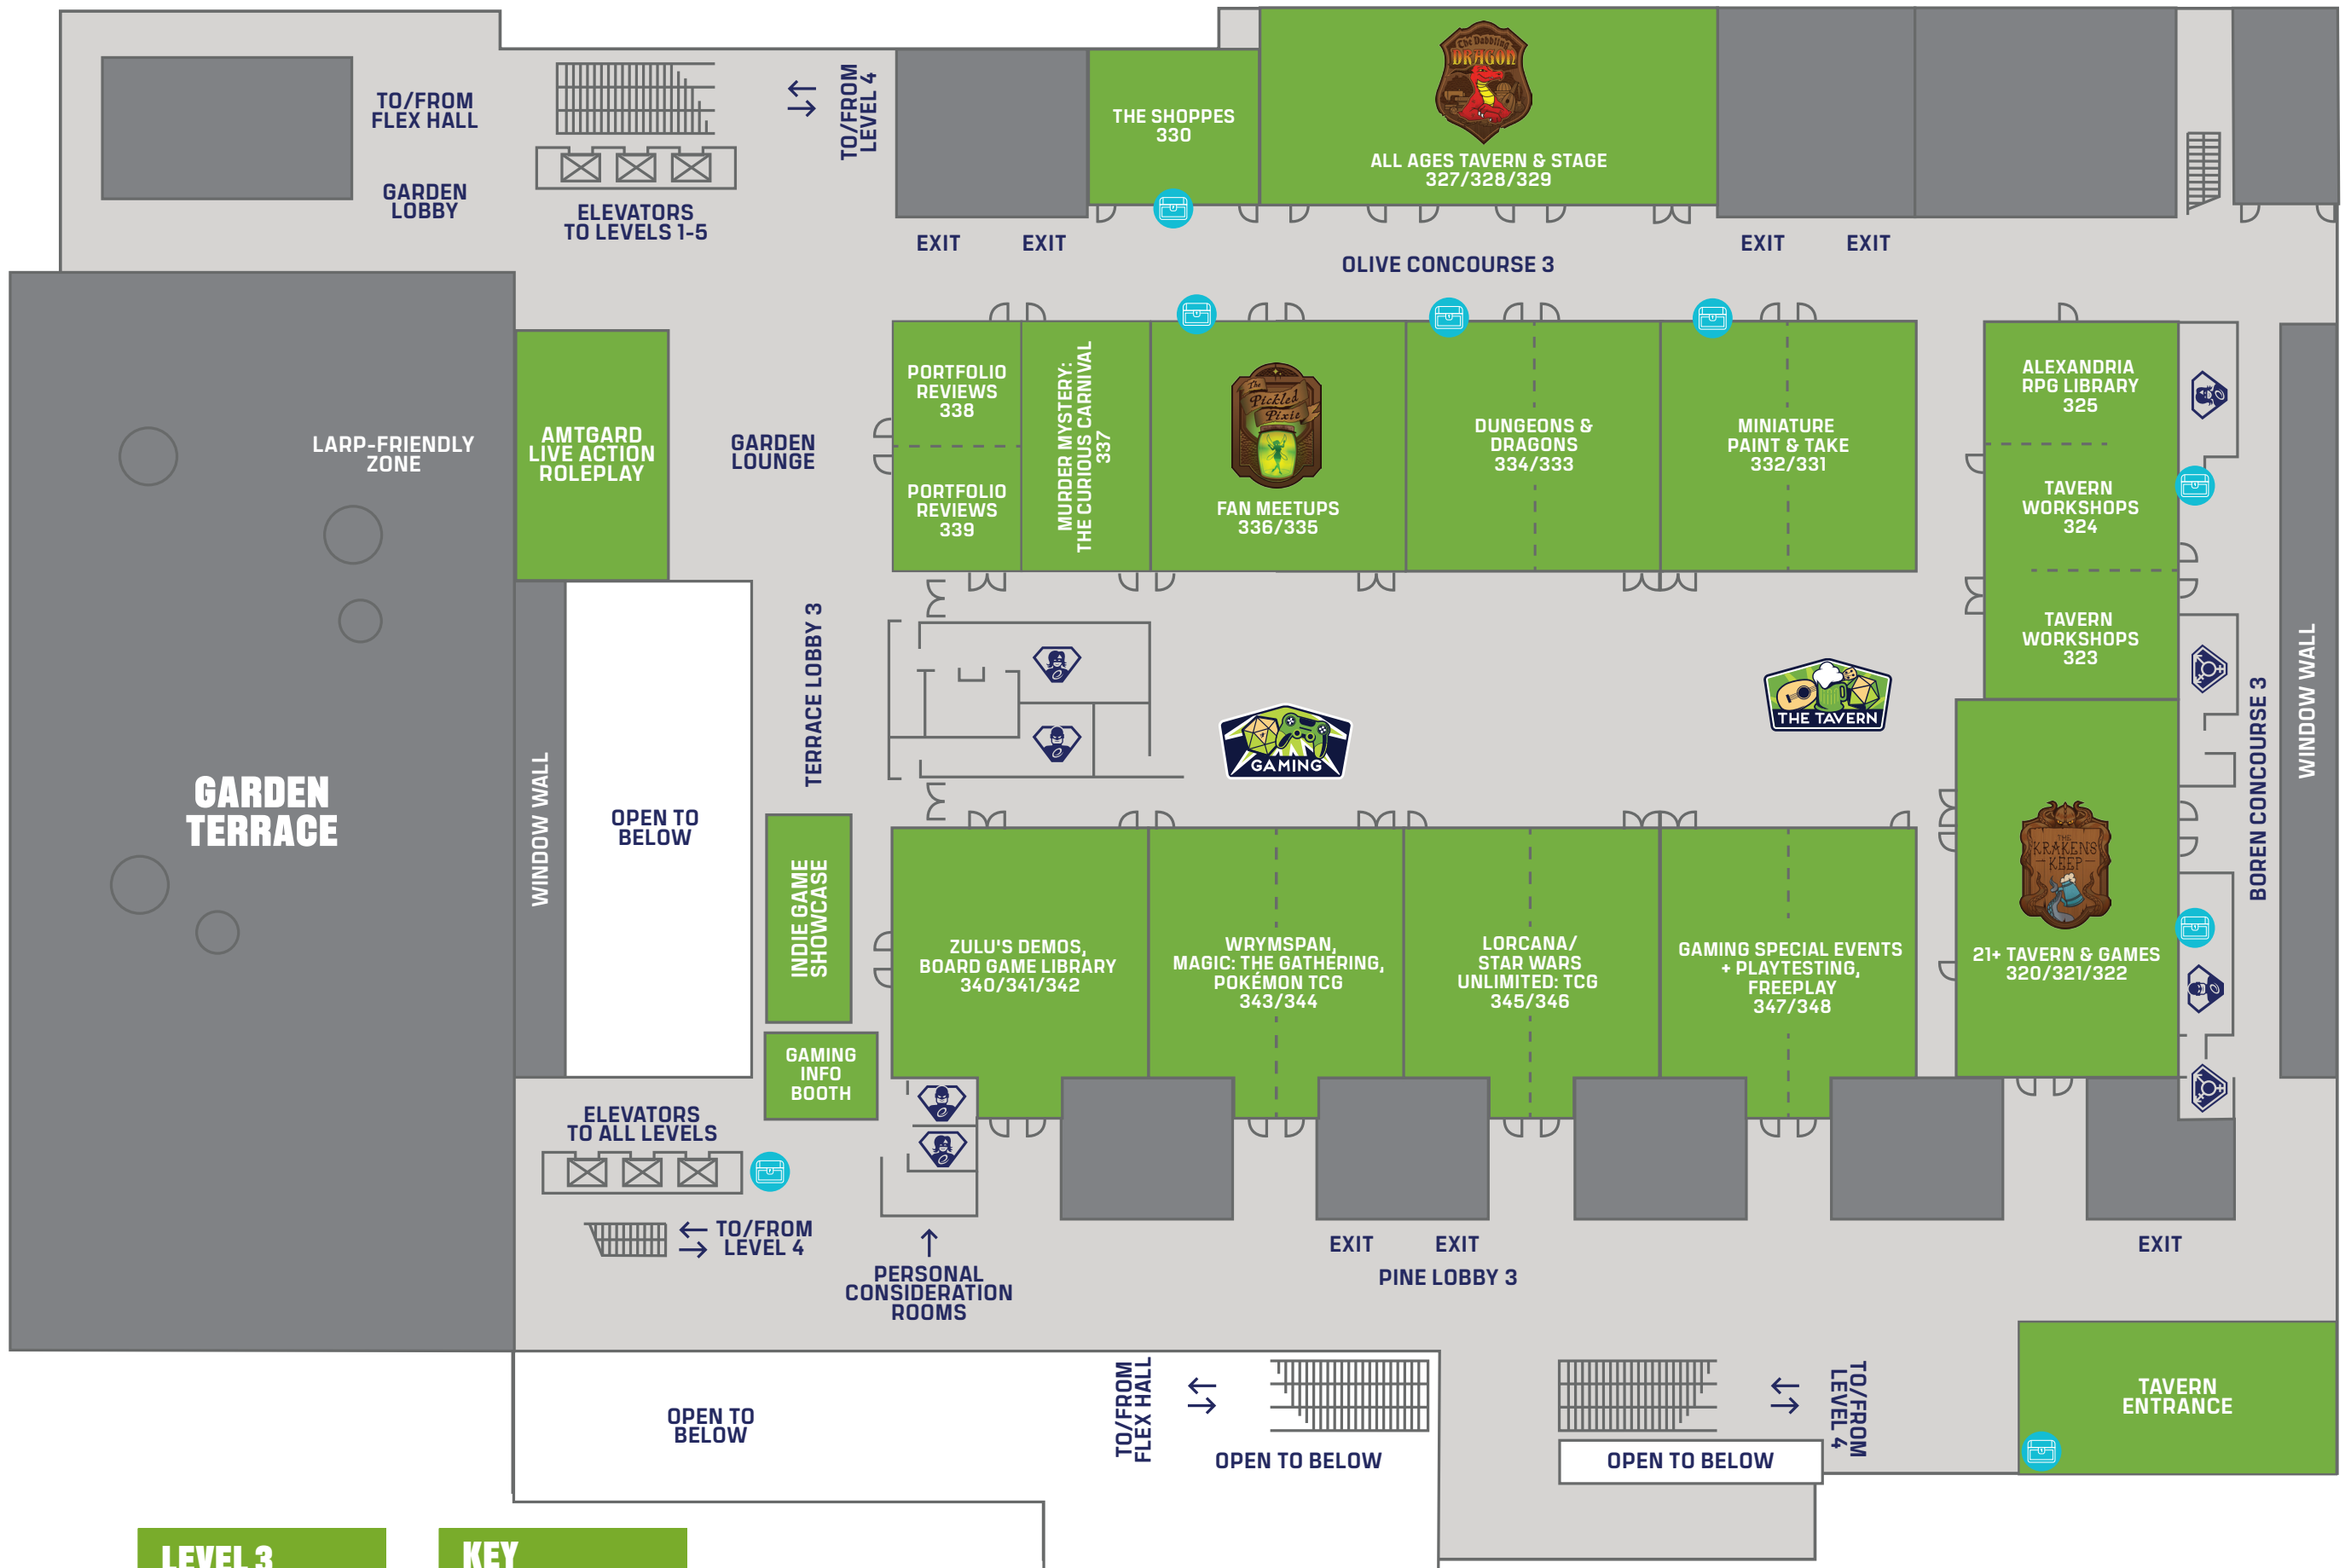 TO/FROM
FLEX HALL
GARDEN
LOBBY
ELEVATORS
TO LEVELS 1-5
TO/FROM
LEVEL 4
THE SHOPPES
330
The Dabbling
DRAGON
ALL AGES TAVERN & STAGE
327/328/329
EXIT
EXIT
EXIT
EXIT
OLIVE CONCOURSE 3
LARP-FRIENDLY
ZONE
AMTGARD
LIVE ACTION
ROLEPLAY
GARDEN
LOUNGE
PORTFOLIO
REVIEWS
338
PORTFOLIO
REVIEWS
339
MURDER MYSTERY:
THE CURIOUS CARNIVAL
337
The
Pickled
Pixie
FAN MEETUPS
336/335
DUNGEONS &
DRAGONS
334/333
MINIATURE
PAINT & TAKE
332/331
ALEXANDRIA
RPG LIBRARY
325
TAVERN
WORKSHOPS
324
TAVERN
WORKSHOPS
323
GARDEN
TERRACE
WINDOW WALL
OPEN TO
BELOW
TERRACE LOBBY 3
GAMING
THE TAVERN
BOREN CONCOURSE 3
WINDOW WALL
INDIE GAME
SHOWCASE
GAMING
INFO
BOOTH
ZULU'S DEMOS,
BOARD GAME LIBRARY
340/341/342
WRYMSPAN,
MAGIC: THE GATHERING,
POKÉMON TCG
343/344
LORCANA/
STAR WARS
UNLIMITED: TCG
345/346
GAMING SPECIAL EVENTS
+ PLAYTESTING,
FREEPLAY
347/348
THE
KRAKENS
KEEP
21+ TAVERN & GAMES
320/321/322
ELEVATORS
TO ALL LEVELS
TO/FROM
LEVEL 4
PERSONAL
CONSIDERATION
ROOMS
EXIT
EXIT
EXIT
PINE LOBBY 3
OPEN TO
BELOW
TO/FROM
FLEX HALL
OPEN TO BELOW
OPEN TO BELOW
TO/FROM
LEVEL 4
TAVERN
ENTRANCE
LEVEL 3
KEY